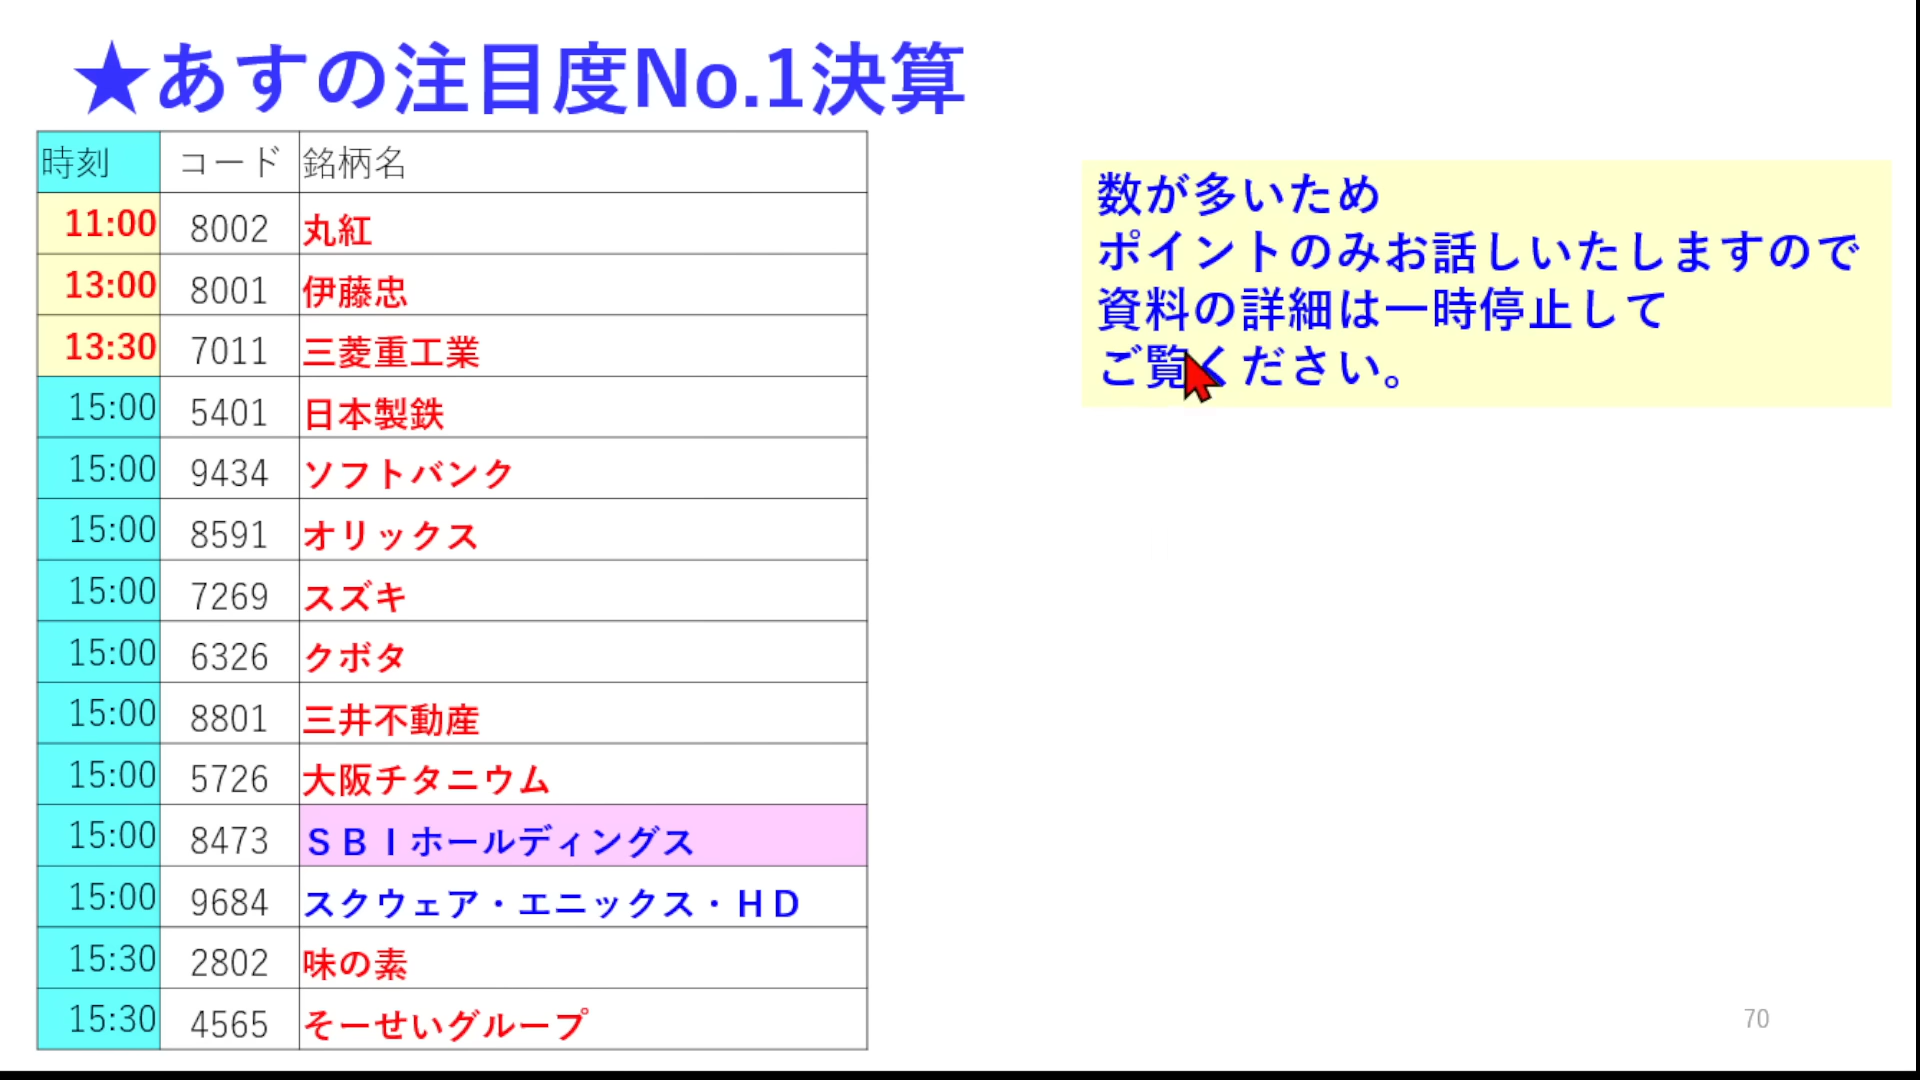 ★あすの注目度No.1決算
時刻 コード 銘柄名
11:00 8002 丸紅
13:00 8001 伊藤忠
13:30 7011 三菱重工業
15:00 5401 日本製鉄
15:00 9434 ソフトバンク
15:00 8591 オリックス
15:00 7269 スズキ
15:00 6326 クボタ
15:00 8801 三井不動産
15:00 5726 大阪チタニウム
15:00 8473 ＳＢＩホールディングス
15:00 9684 スクウェア・エニックス・ＨＤ
15:30 2802 味の素
15:30 4565 そーせいグループ
数が多いため
ポイントのみお話しいたしますので
資料の詳細は一時停止して
ご覧ください。
70